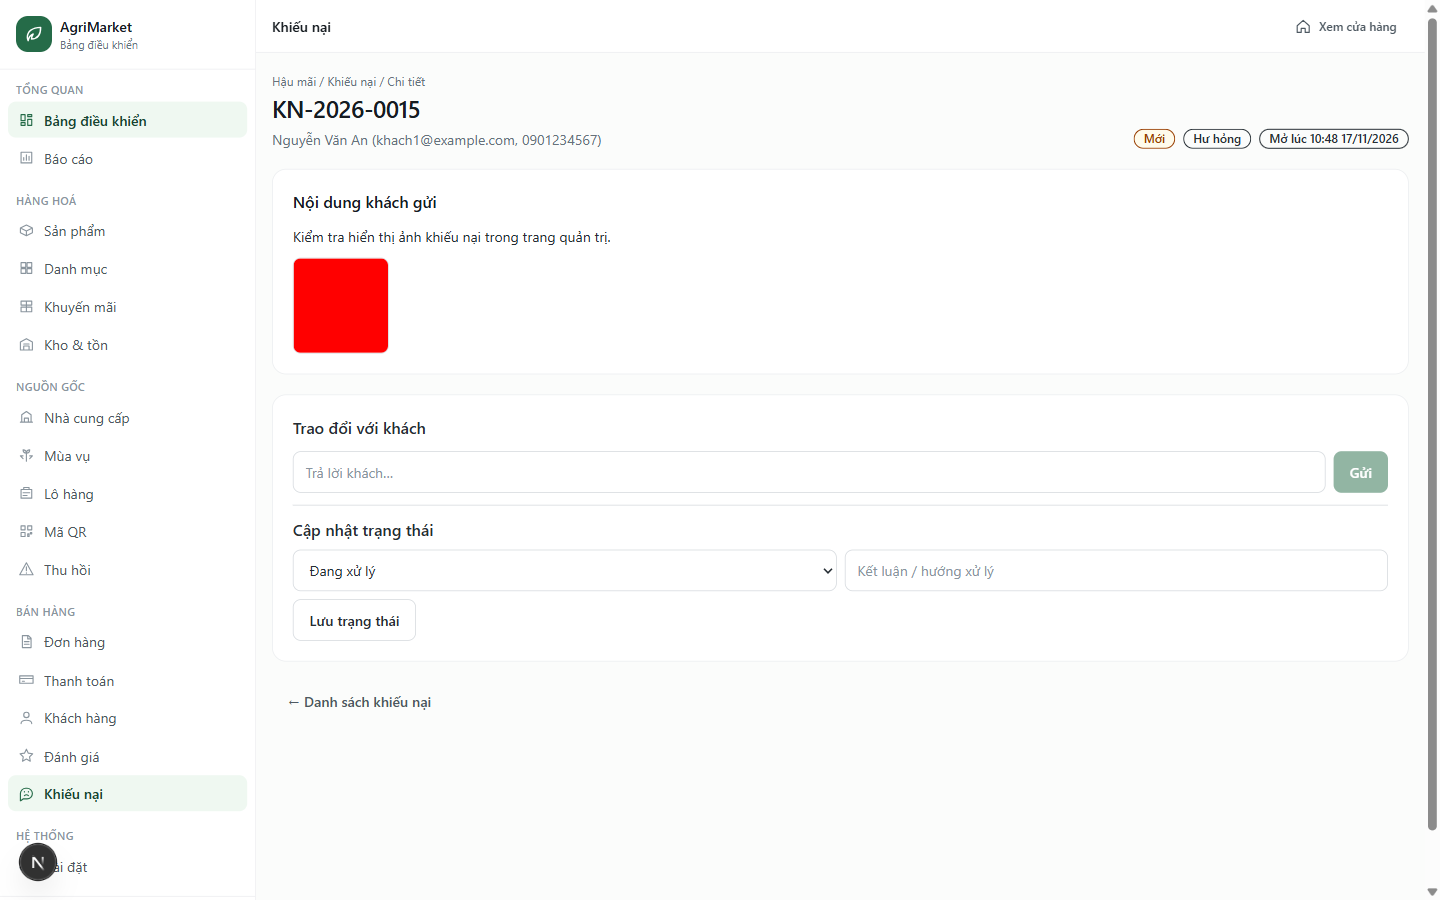 AgriMarket
Bảng điều khiển
TỔNG QUAN
Bảng điều khiển
Báo cáo
HÀNG HOÁ
Sản phẩm
Danh mục
Khuyến mãi
Kho & tồn
NGUỒN GỐC
Nhà cung cấp
Mùa vụ
Lô hàng
Mã QR
Thu hồi
BÁN HÀNG
Đơn hàng
Thanh toán
Khách hàng
Đánh giá
Khiếu nại
HỆ THỐNG
ài đặt
N
Khiếu nại
Xem cửa hàng
Hậu mãi / Khiếu nại / Chi tiết
KN-2026-0015
Nguyễn Văn An (khach1@example.com, 0901234567)
Mới
Hư hỏng
Mở lúc 10:48 17/11/2026
Nội dung khách gửi
Kiểm tra hiển thị ảnh khiếu nại trong trang quản trị.
Trao đổi với khách
Trả lời khách...
Gửi
Cập nhật trạng thái
Đang xử lý
Kết luận / hướng xử lý
Lưu trạng thái
← Danh sách khiếu nại